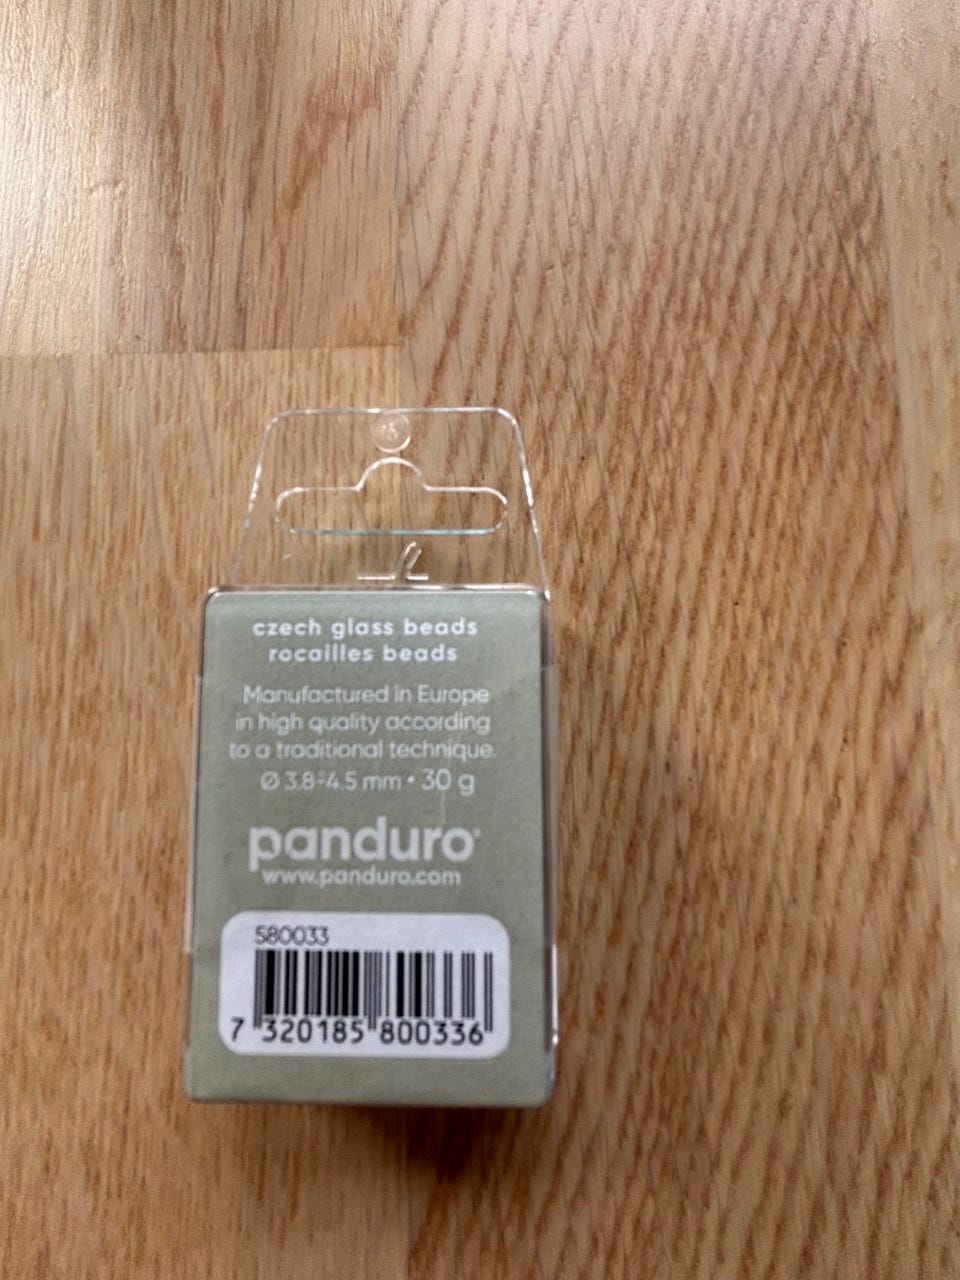 czech glass beads
rocailles beads
Manufactured in Europe
in high quality according
to a traditional technique.
Ø 3.8-4.5 mm • 30 g
panduro
www.panduro.com
580033
7 320185 800336